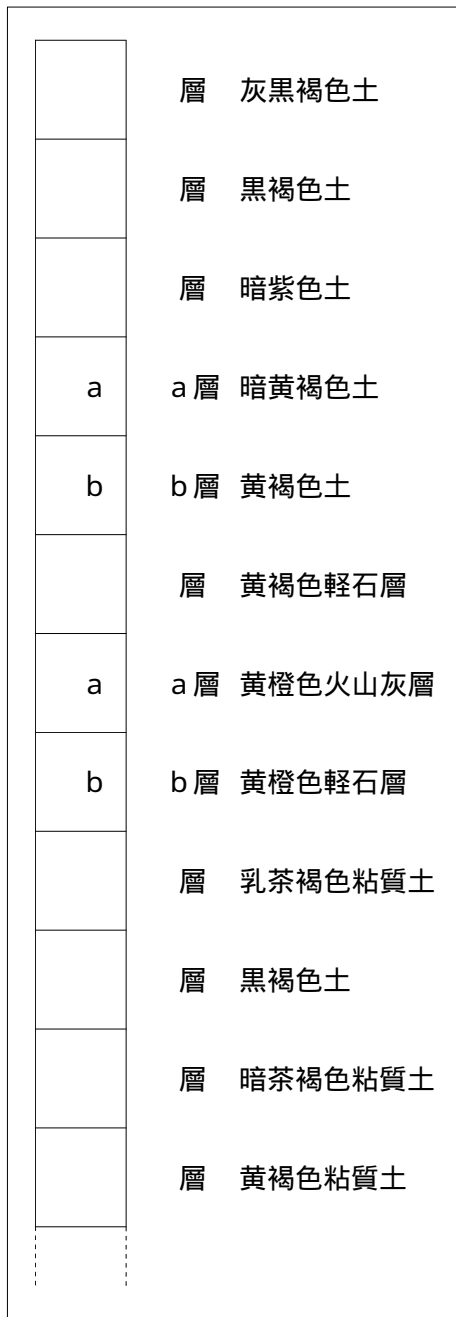 層 灰黒褐色土
層 黒褐色土
層 暗紫色土
a a層 暗黄褐色土
b b層 黄褐色土
層 黄褐色軽石層
a a層 黄橙色火山灰層
b b層 黄橙色軽石層
層 乳茶褐色粘質土
層 黒褐色土
層 暗茶褐色粘質土
層 黄褐色粘質土